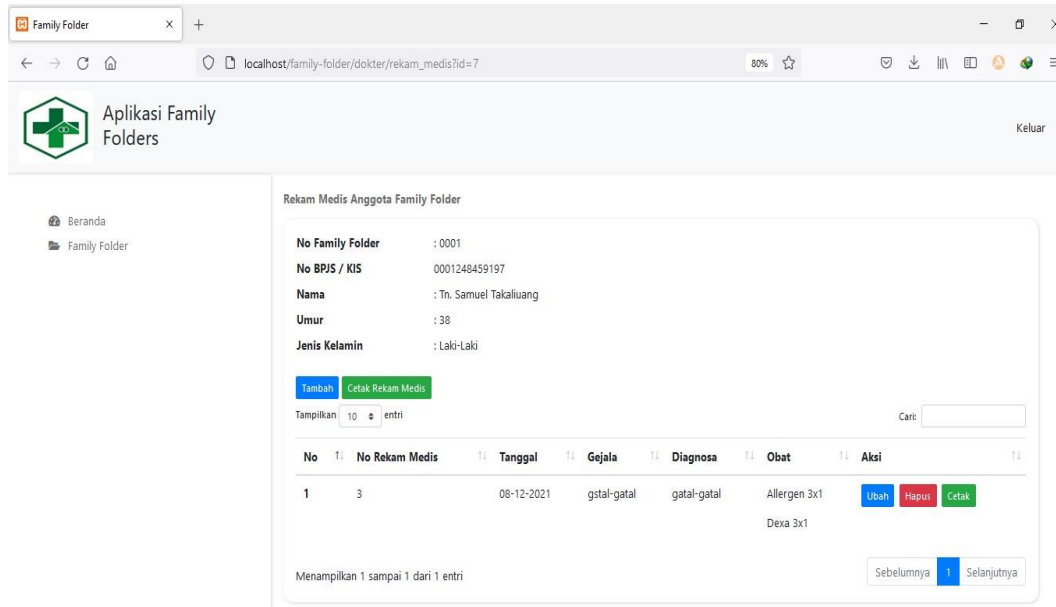 Family Folder
localhost/family-folder/dokter/rekam_medis?id=7
80%
Aplikasi Family
Folders
Keluar
Beranda
Family Folder
Rekam Medis Anggota Family Folder
No Family Folder : 0001
No BPJS / KIS 0001248459197
Nama : Tn. Samuel Takaliuang
Umur : 38
Jenis Kelamin : Laki-Laki
Tambah Cetak Rekam Medis
Tampilkan 10 entri
Cari:
No No Rekam Medis Tanggal Gejala Diagnosa Obat Aksi
1 3 08-12-2021 gstal-gatal gatal-gatal Allergen 3x1 Ubah Hapus Cetak
Dexa 3x1
Menampilkan 1 sampai 1 dari 1 entri
Sebelumnya 1 Selanjutnya